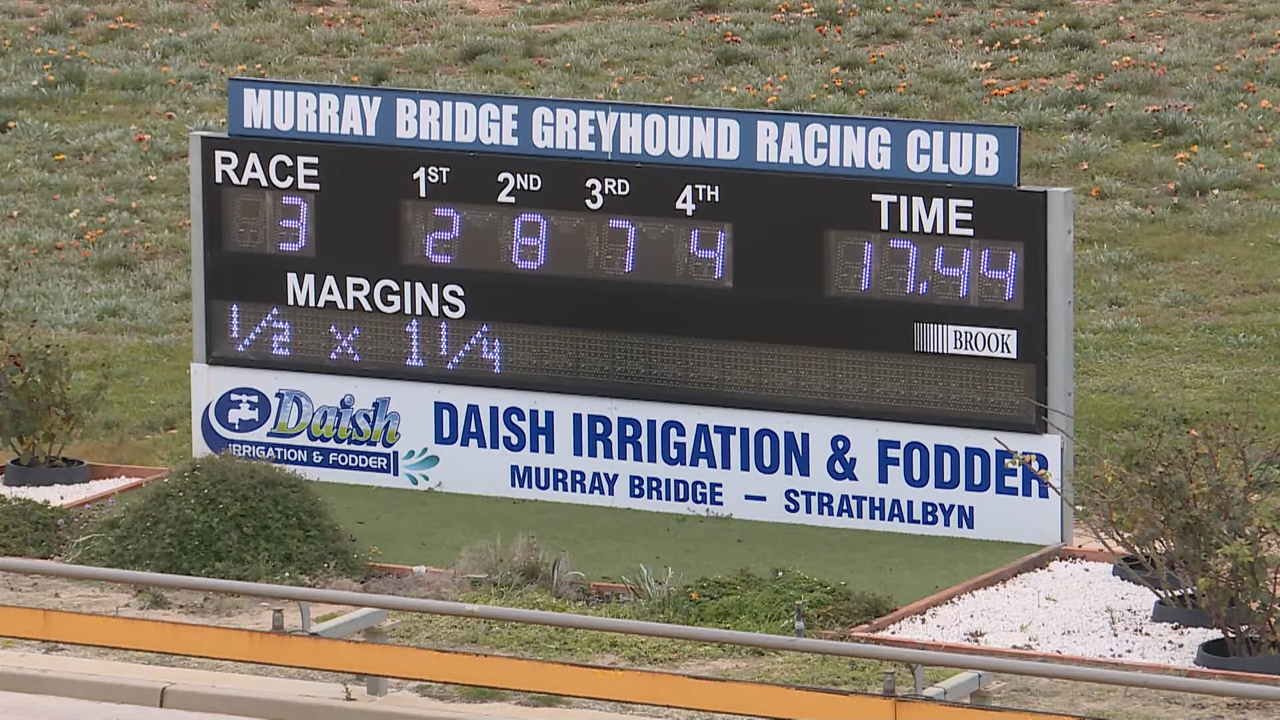 MURRAY BRIDGE GREYHOUND RACING CLUB
RACE 1ST 2ND 3RD 4TH TIME
3 2 8 7 4 17.44
MARGINS
1/2 x 1 1/4
BROOK
Daish
IRRIGATION & FODDER
DAISH IRRIGATION & FODDER
MURRAY BRIDGE — STRATHALBYN